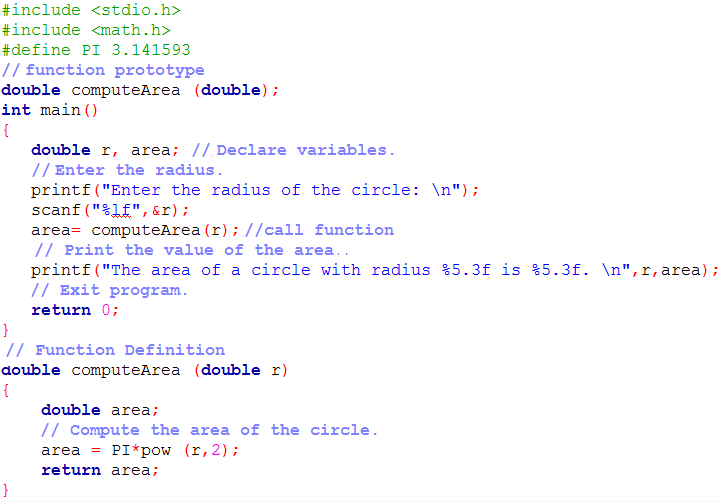 #include <stdio.h>
#include <math.h>
#define PI 3.141593
// function prototype
double computeArea (double);
int main()
{
double r, area; // Declare variables.
// Enter the radius.
printf("Enter the radius of the circle: \n");
scanf("%lf",&r);
area= computeArea(r); //call function
// Print the value of the area..
printf("The area of a circle with radius %5.3f is %5.3f. \n",r,area);
// Exit program.
return 0;
}
// Function Definition
double computeArea (double r)
{
double area;
// Compute the area of the circle.
area = PI*pow (r,2);
return area;
}